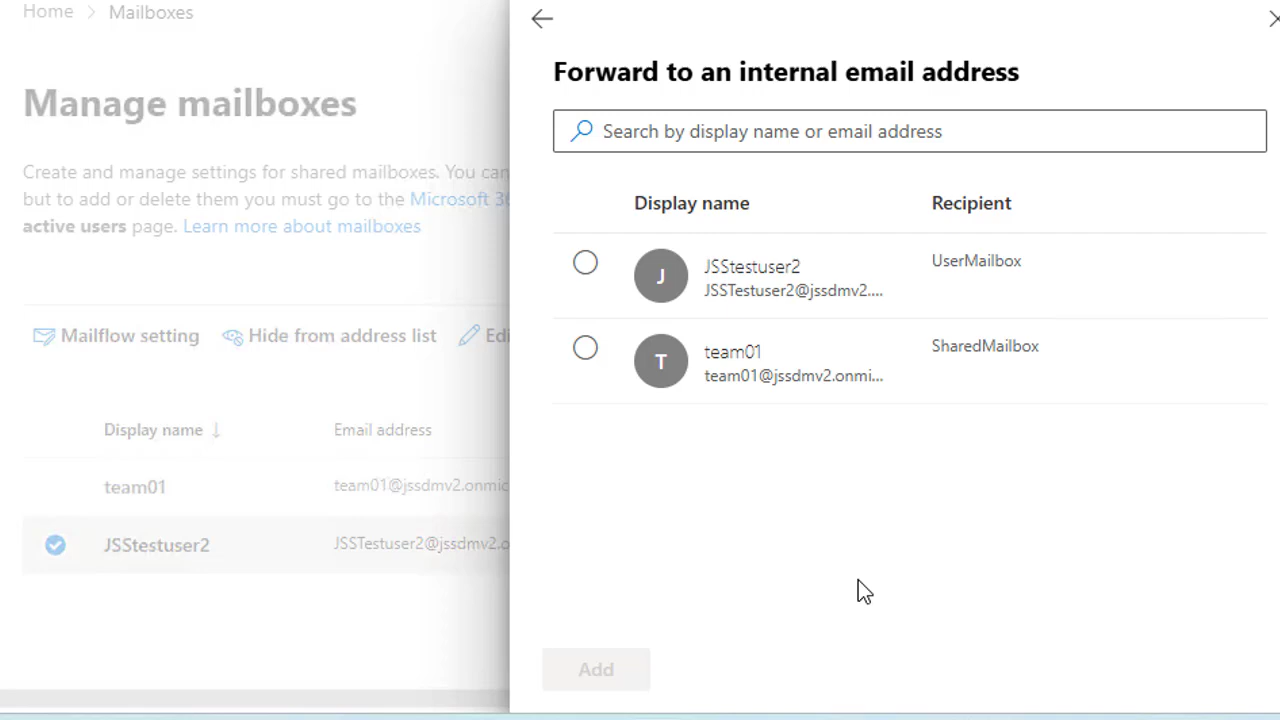 Home > Mailboxes
Manage mailboxes
Create and manage settings for shared mailboxes. You can
but to add or delete them you must go to the Microsoft 36
active users page. Learn more about mailboxes
Mailflow setting Hide from address list Edi
Display name ↓ Email address
team01 team01@jssdmv2.onmic
JSStestuser2 JSSTestuser2@jssdmv2.o
Forward to an internal email address
Search by display name or email address
Display name Recipient
J JSStestuser2 UserMailbox
JSSTestuser2@jssdmv2....
T team01 SharedMailbox
team01@jssdmv2.onmi...
Add